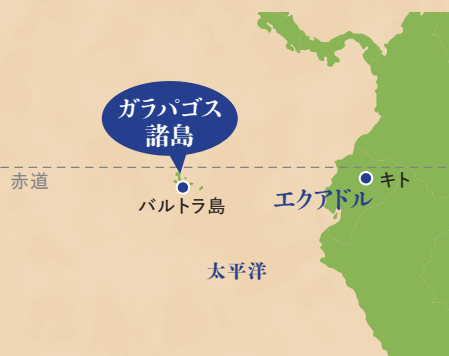 ガラパゴス
諸島
赤道
キト
バルトラ島
エクアドル
太平洋